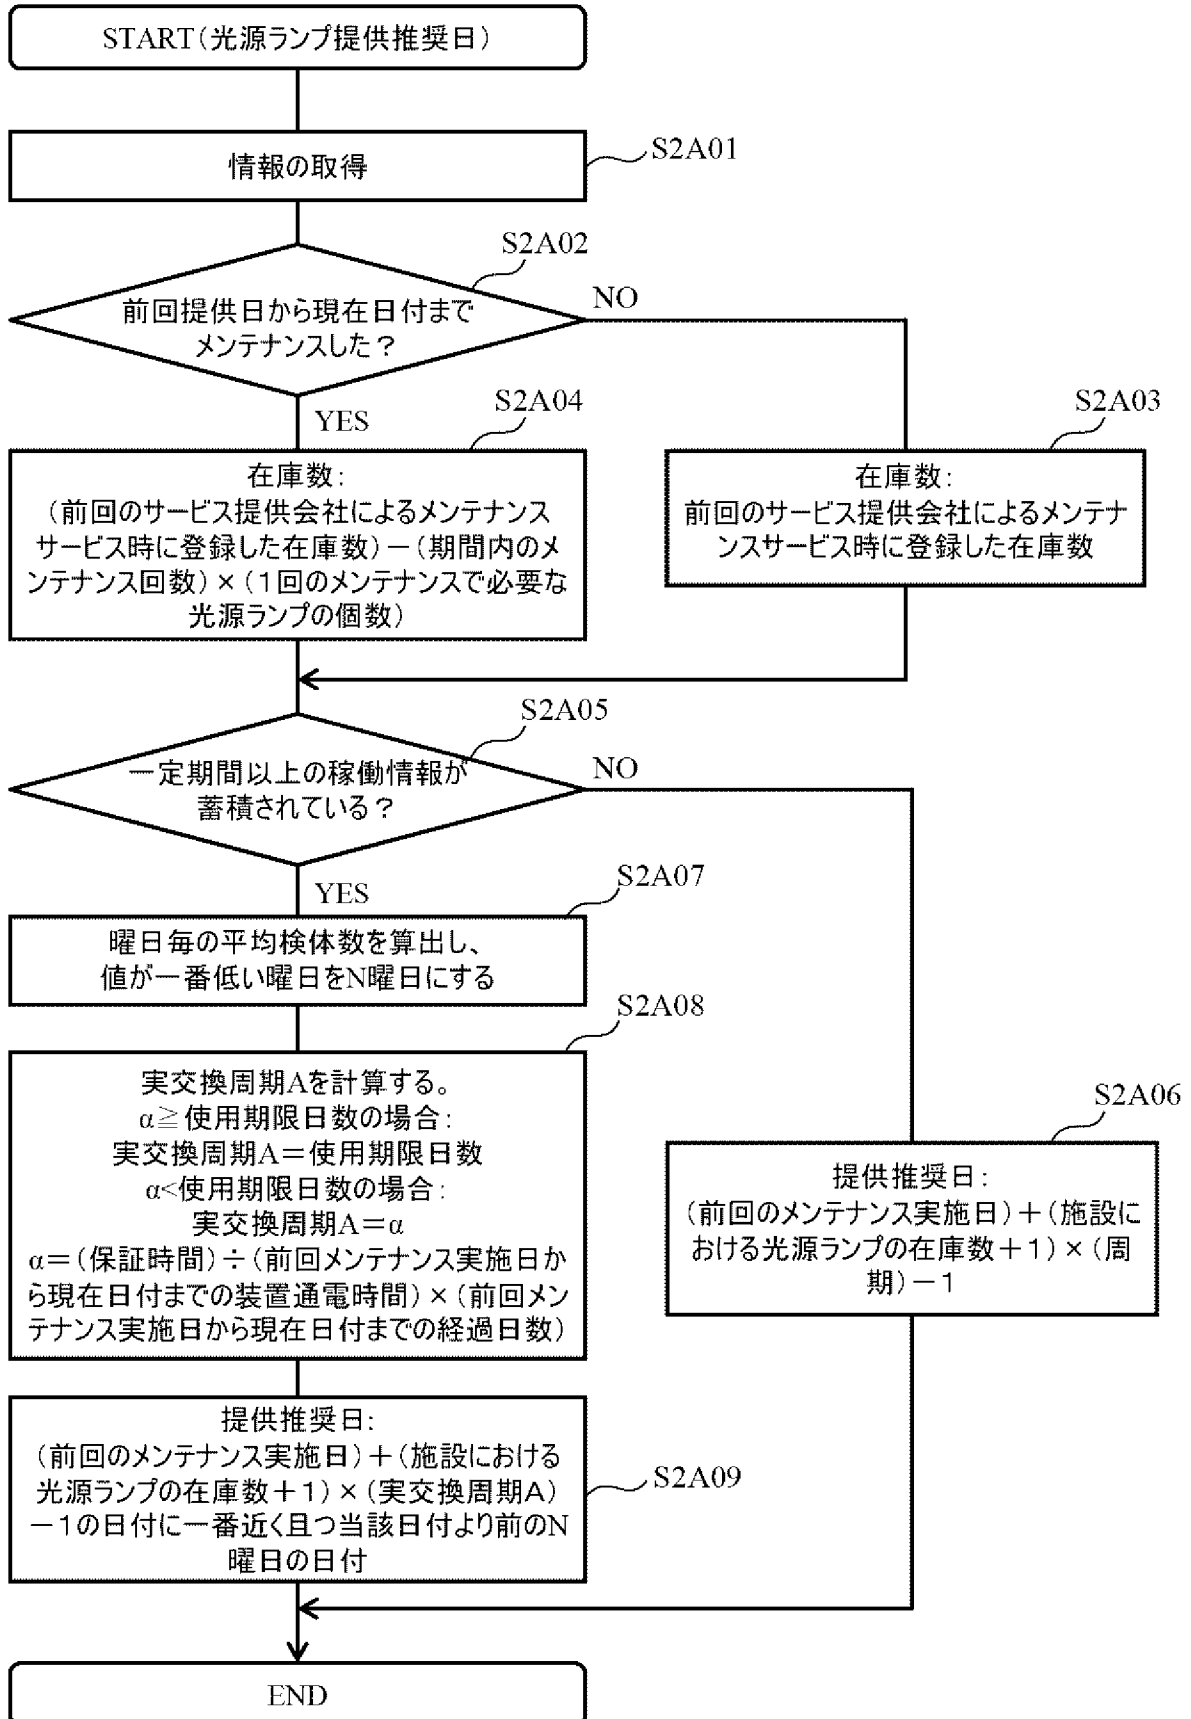 START(光源ランプ提供推奨日)
情報の取得
S2A01
S2A02
前回提供日から現在日付まで
メンテナンスした？
NO
YES
S2A04
在庫数:
(前回のサービス提供会社によるメンテナンス
サービス時に登録した在庫数)－(期間内のメ
ンテナンス回数)×(１回のメンテナンスで必要な
光源ランプの個数)
S2A03
在庫数:
前回のサービス提供会社によるメンテナ
ンスサービス時に登録した在庫数
S2A05
一定期間以上の稼働情報が
蓄積されている？
NO
YES
S2A07
曜日毎の平均検体数を算出し、
値が一番低い曜日をN曜日にする
S2A08
実交換周期Aを計算する。
α≧使用期限日数の場合:
実交換周期A＝使用期限日数
α<使用期限日数の場合:
実交換周期A＝α
α＝(保証時間)÷(前回メンテナンス実施日か
ら現在日付までの装置通電時間)×(前回メン
テナンス実施日から現在日付までの経過日数)
S2A06
提供推奨日:
(前回のメンテナンス実施日)＋(施設に
おける光源ランプの在庫数＋１)×(周
期)－１
提供推奨日:
(前回のメンテナンス実施日)＋(施設における
光源ランプの在庫数＋１)×(実交換周期A)
－１の日付に一番近く且つ当該日付より前のN
曜日の日付
S2A09
END